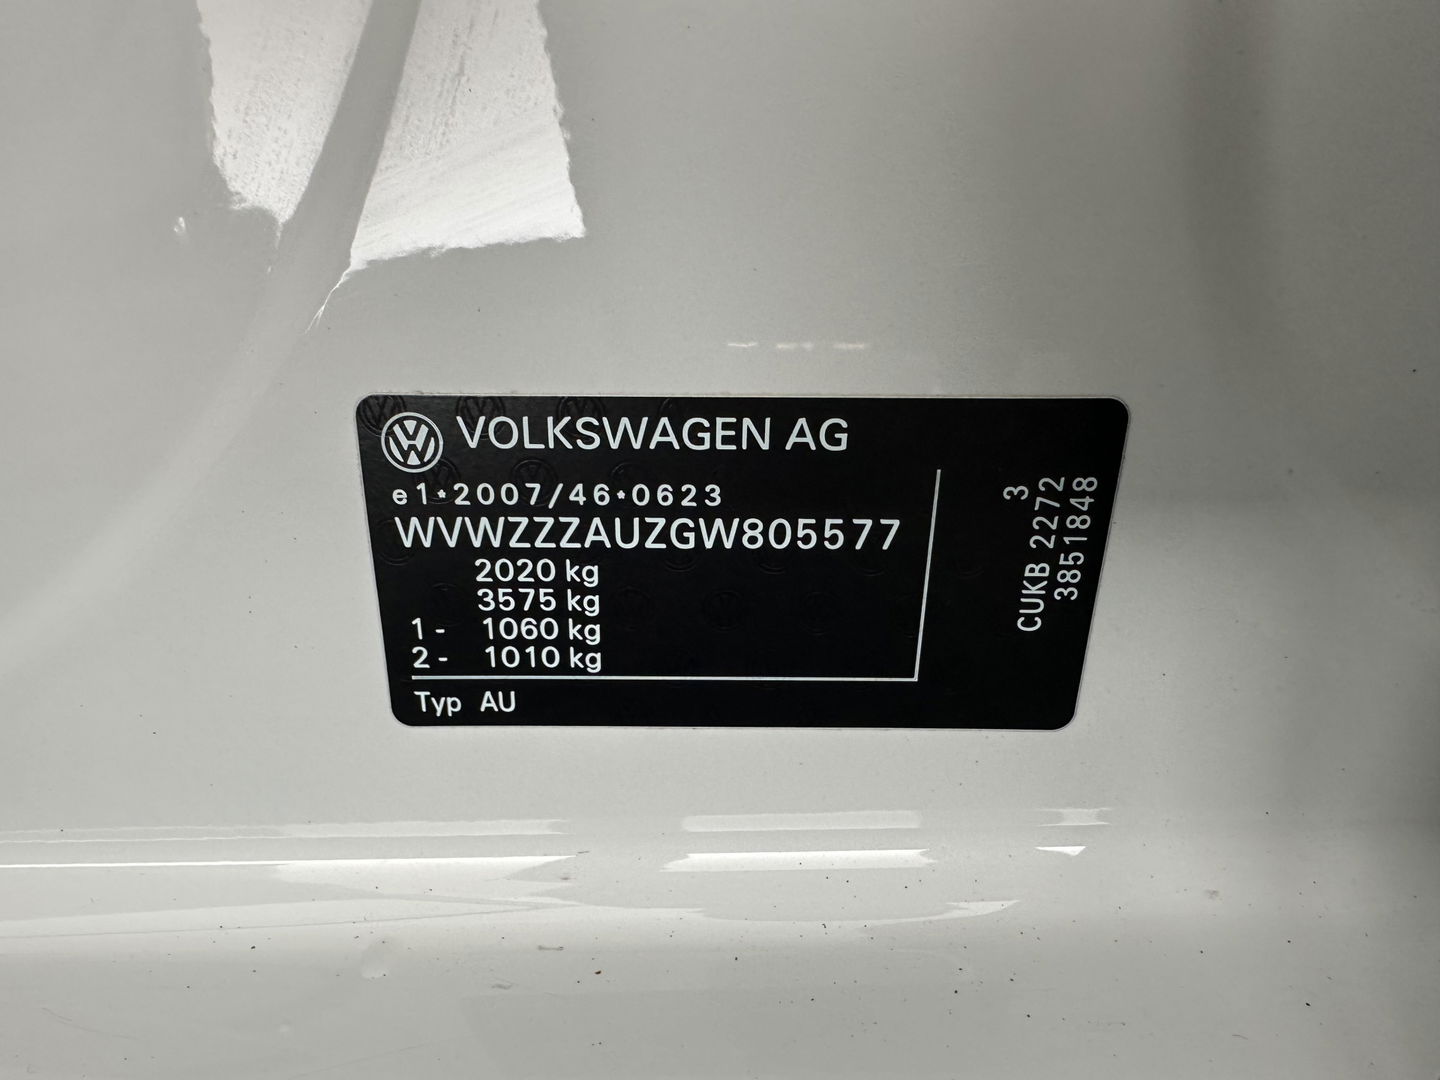 VOLKSWAGEN AG
e1*2007/46*0623
WVWZZZAUZGW805577
2020 kg
3575 kg
1- 1060 kg
2- 1010 kg
Typ AU
3
CUKB 2272
3851848